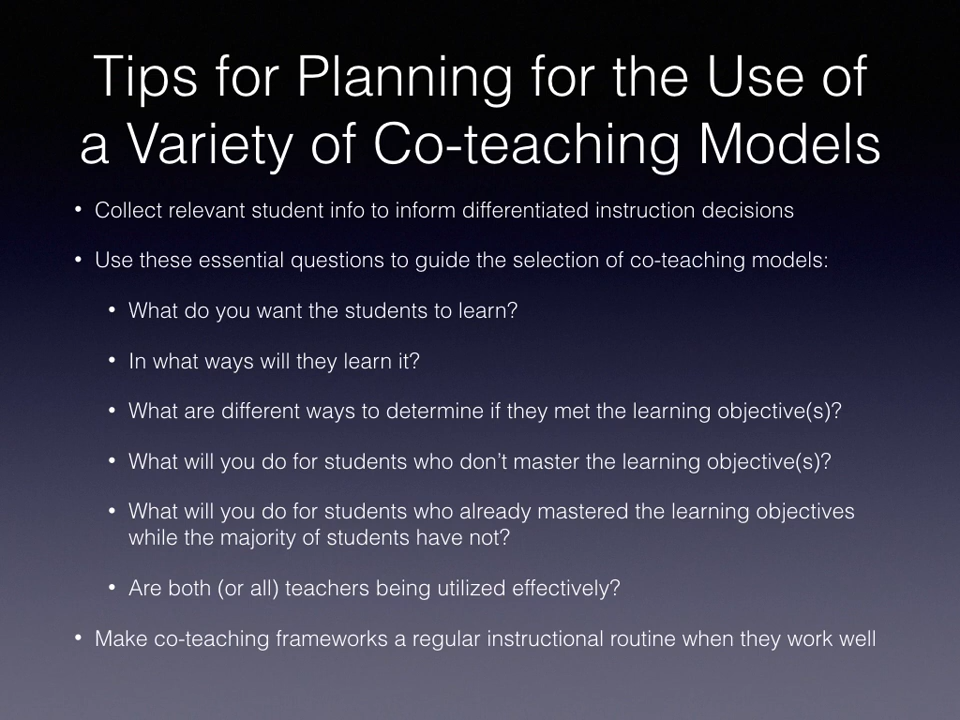 Tips for Planning for the Use of
a Variety of Co-teaching Models
• Collect relevant student info to inform differentiated instruction decisions
• Use these essential questions to guide the selection of co-teaching models:
• What do you want the students to learn?
• In what ways will they learn it?
• What are different ways to determine if they met the learning objective(s)?
• What will you do for students who don’t master the learning objective(s)?
• What will you do for students who already mastered the learning objectives
while the majority of students have not?
• Are both (or all) teachers being utilized effectively?
• Make co-teaching frameworks a regular instructional routine when they work well